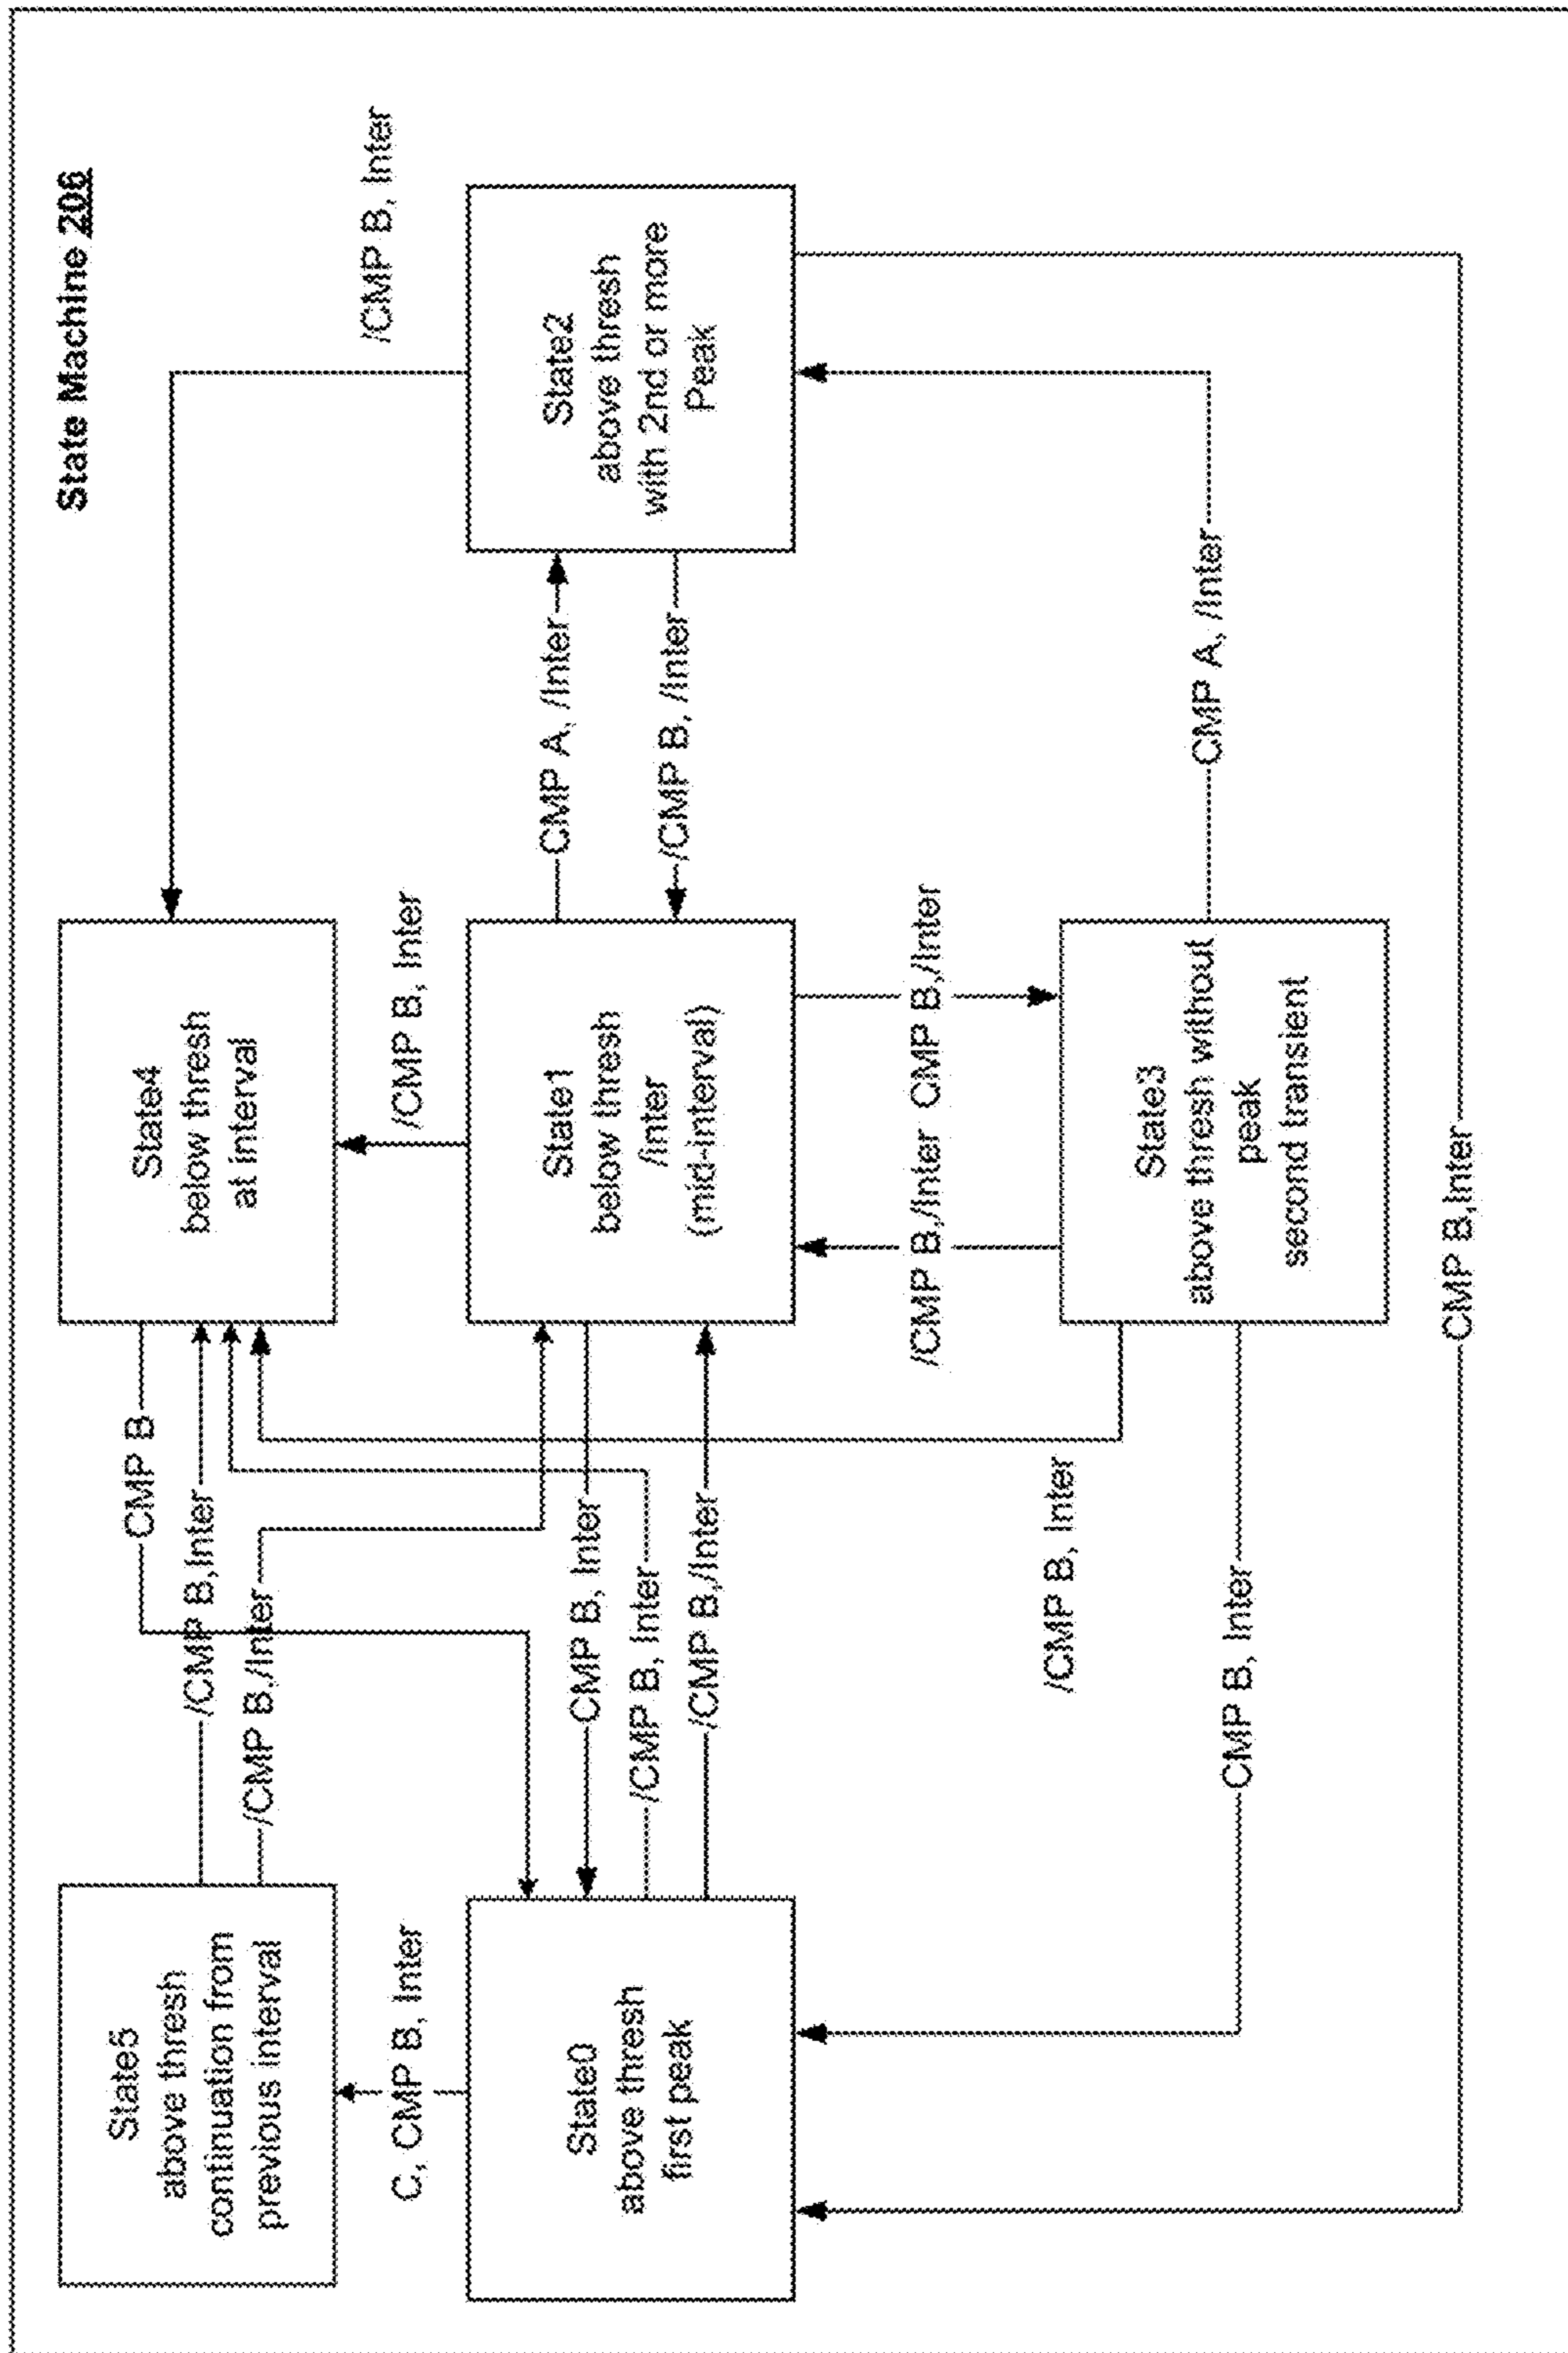 State Machine 206
State5
above thresh
continuation from
previous interval
CMP B
/CMP B,Inter
/CMP B,/Inter
State4
below thresh
at interval
/CMP B, Inter
C, CMP B, Inter
/CMP B, Inter
State0
above thresh
first peak
CMP B, Inter
/CMP B, Inter
/CMP B,/Inter
State1
below thresh
/inter
(mid-interval)
CMP A, /Inter
/CMP B, /Inter
State2
above thresh
with 2nd or more
Peak
/CMP B,/Inter
CMP B,/Inter
/CMP B, Inter
CMP B, Inter
State3
above thresh without
peak
second transient
CMP A, /Inter
CMP B,Inter